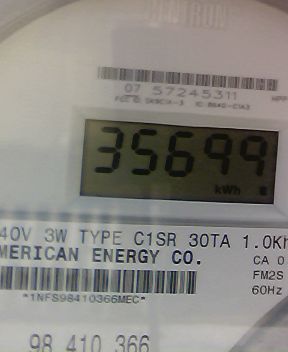 07 57245311
35699
kWh
40V 3W TYPE C1SR 30TA 1.0Kh
MERICAN ENERGY CO.
CA 0
FM2S
60Hz
*1NFS98410366MEC*
98 410 366